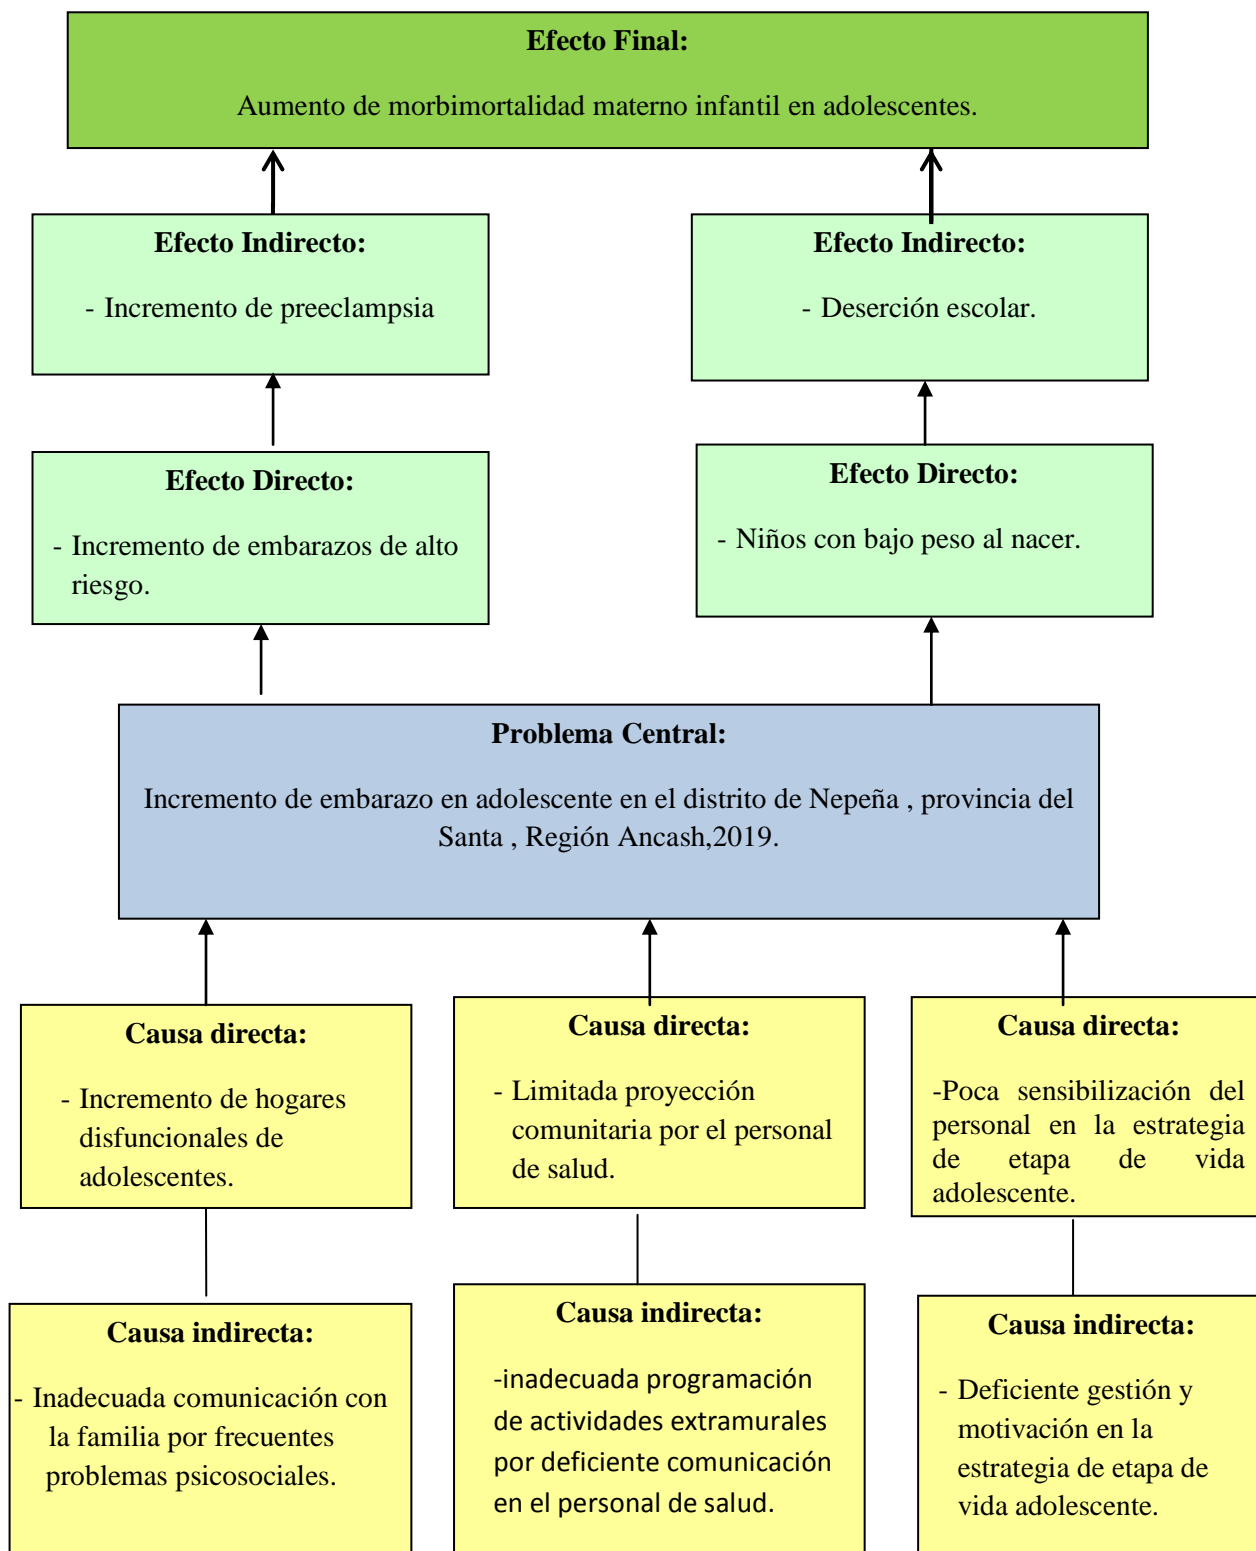 Efecto Final:
Aumento de morbimortalidad materno infantil en adolescentes.
Efecto Indirecto:
- Incremento de preeclampsia
Efecto Indirecto:
- Deserción escolar.
Efecto Directo:
- Incremento de embarazos de alto
riesgo.
Efecto Directo:
- Niños con bajo peso al nacer.
Problema Central:
Incremento de embarazo en adolescente en el distrito de Nepeña , provincia del
Santa , Región Ancash,2019.
Causa directa:
- Incremento de hogares
disfuncionales de
adolescentes.
Causa directa:
- Limitada proyección
comunitaria por el personal
de salud.
Causa directa:
-Poca sensibilización del
personal en la estrategia
de etapa de vida
adolescente.
Causa indirecta:
- Inadecuada comunicación con
la familia por frecuentes
problemas psicosociales.
Causa indirecta:
-inadecuada programación
de actividades extramurales
por deficiente comunicación
en el personal de salud.
Causa indirecta:
- Deficiente gestión y
motivación en la
estrategia de etapa de
vida adolescente.